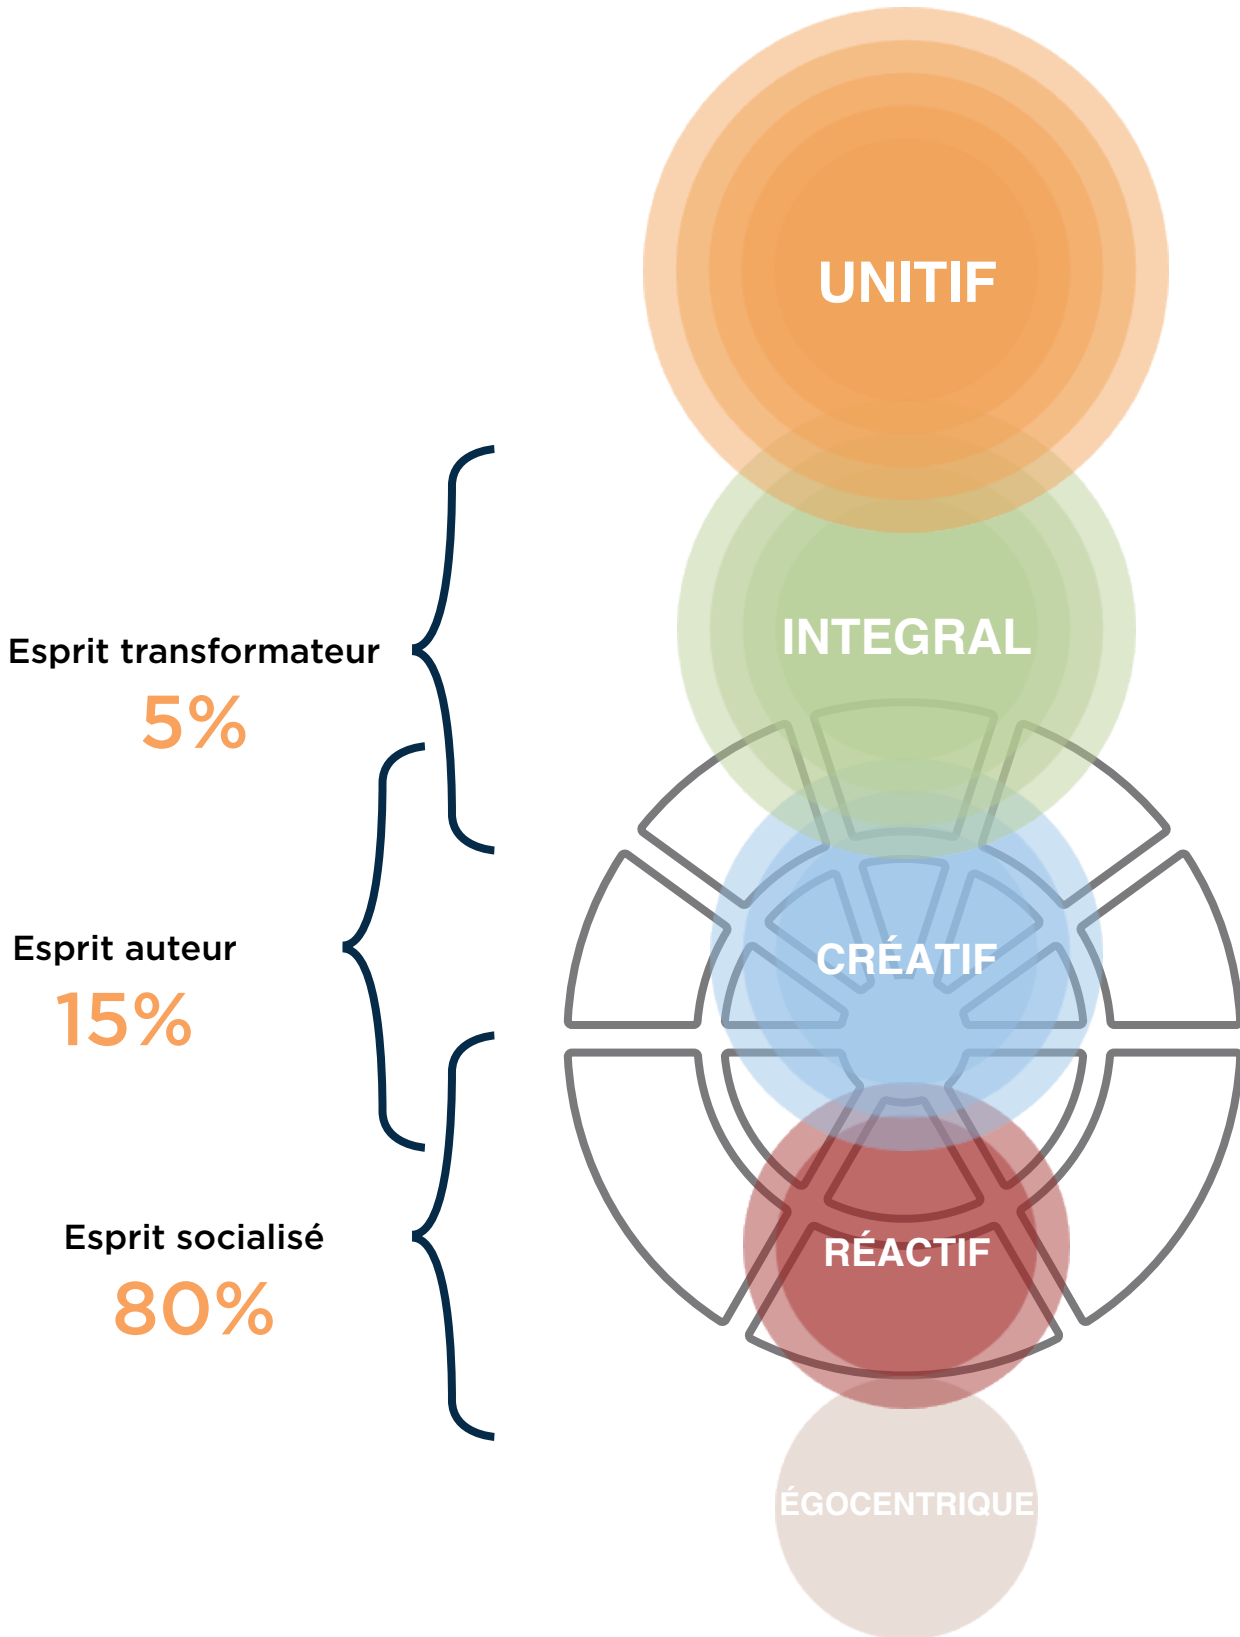 UNITIF
Esprit transformateur
5%
INTEGRAL
Esprit auteur
15%
CRÉATIF
Esprit socialisé
80%
RÉACTIF
ÉGOCENTRIQUE